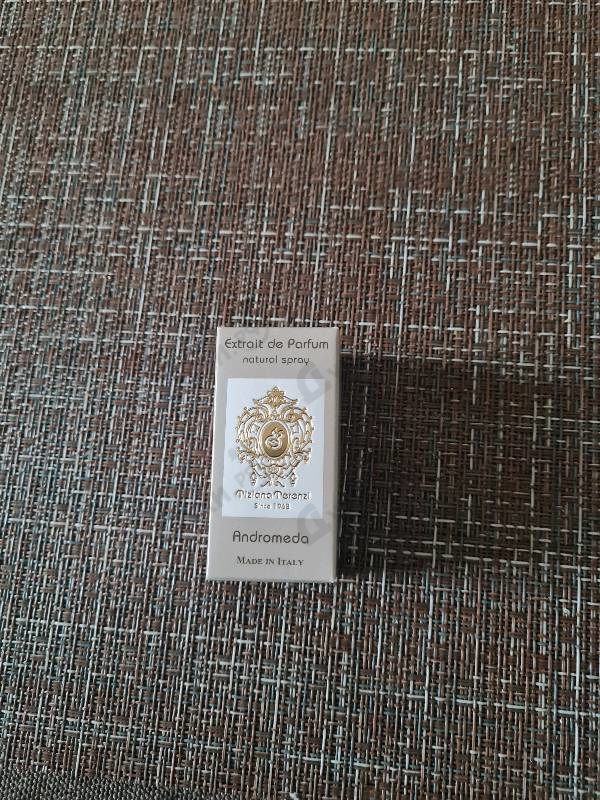 Extrait de Parfum
natural spray
Tiziana Terenzi
Since 1968
Andromeda
MADE IN ITALY